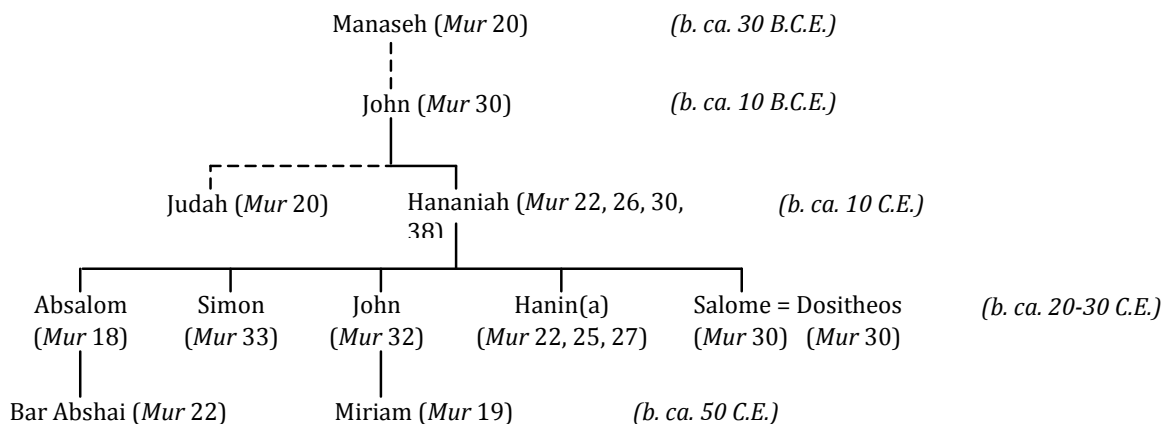 Manaseh (Mur 20) (b. ca. 30 B.C.E.)
John (Mur 30) (b. ca. 10 B.C.E.)
Judah (Mur 20) Hananiah (Mur 22, 26, 30, (b. ca. 10 C.E.)
38)
Absalom Simon John Hanin(a) Salome = Dositheos (b. ca. 20-30 C.E.)
(Mur 18) (Mur 33) (Mur 32) (Mur 22, 25, 27) (Mur 30) (Mur 30)
Bar Abshai (Mur 22) Miriam (Mur 19) (b. ca. 50 C.E.)